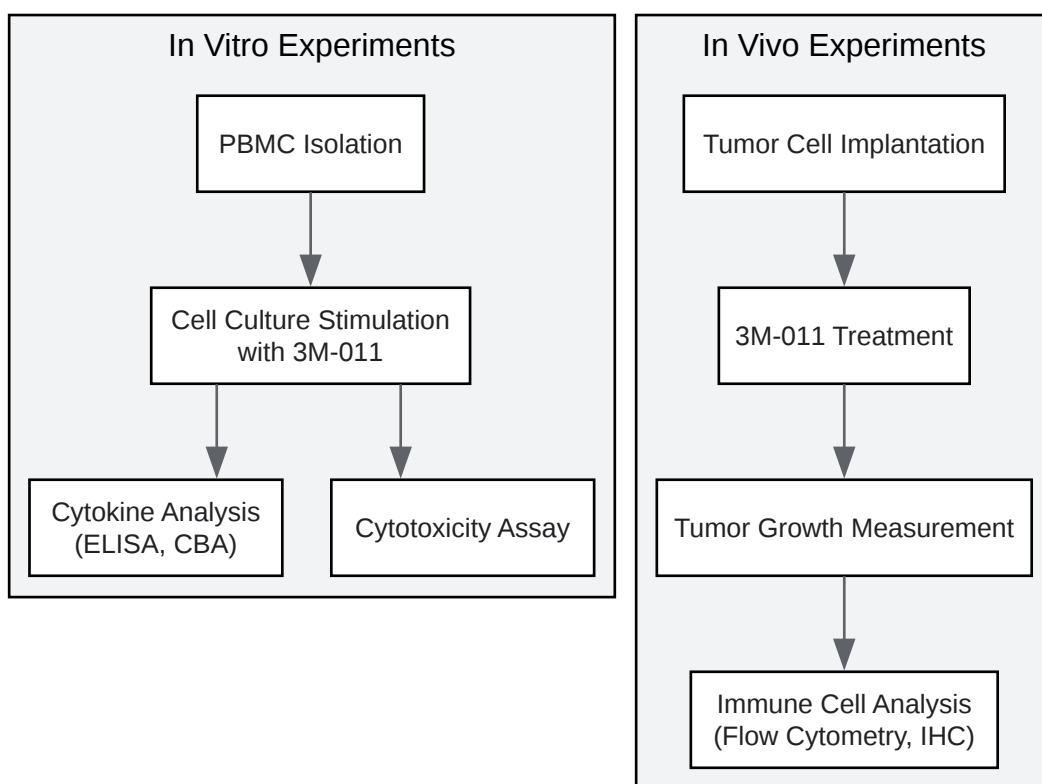 In Vitro Experiments
PBMC Isolation
Cell Culture Stimulation
with 3M-011
Cytokine Analysis
(ELISA, CBA)
Cytotoxicity Assay
In Vivo Experiments
Tumor Cell Implantation
3M-011 Treatment
Tumor Growth Measurement
Immune Cell Analysis
(Flow Cytometry, IHC)